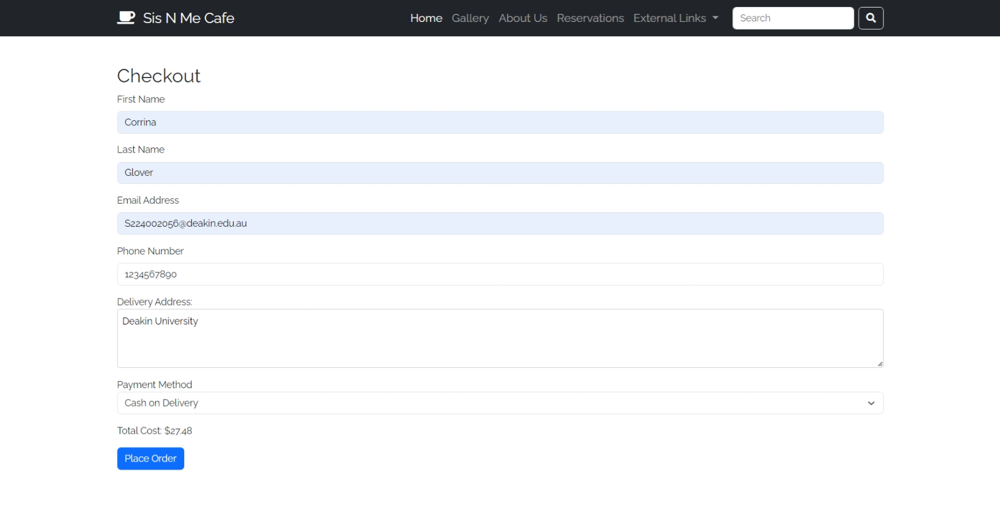 Sis N Me Cafe
Home Gallery About Us Reservations External Links Search
Checkout
First Name
Corrina
Last Name
Glover
Email Address
S224002056@deakin.edu.au
Phone Number
1234567890
Delivery Address:
Deakin University
Payment Method
Cash on Delivery
Total Cost: $27.48
Place Order